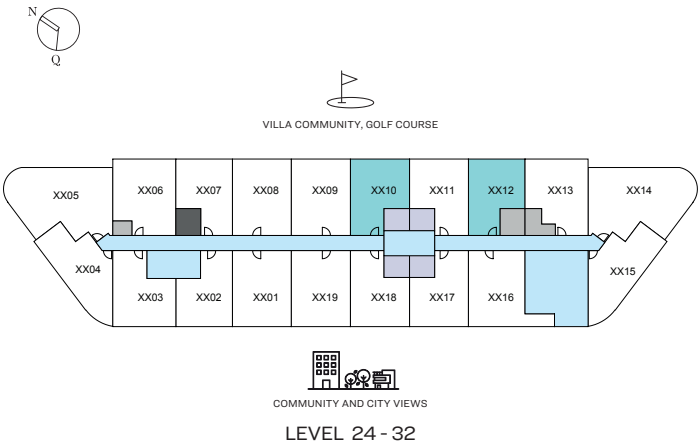 N
Q
VILLA COMMUNITY, GOLF COURSE
XX05
XX06
XX07
XX08
XX09
XX10
XX11
XX12
XX13
XX14
XX04
XX03
XX02
XX01
XX19
XX18
XX17
XX16
XX15
COMMUNITY AND CITY VIEWS
LEVEL 24 - 32